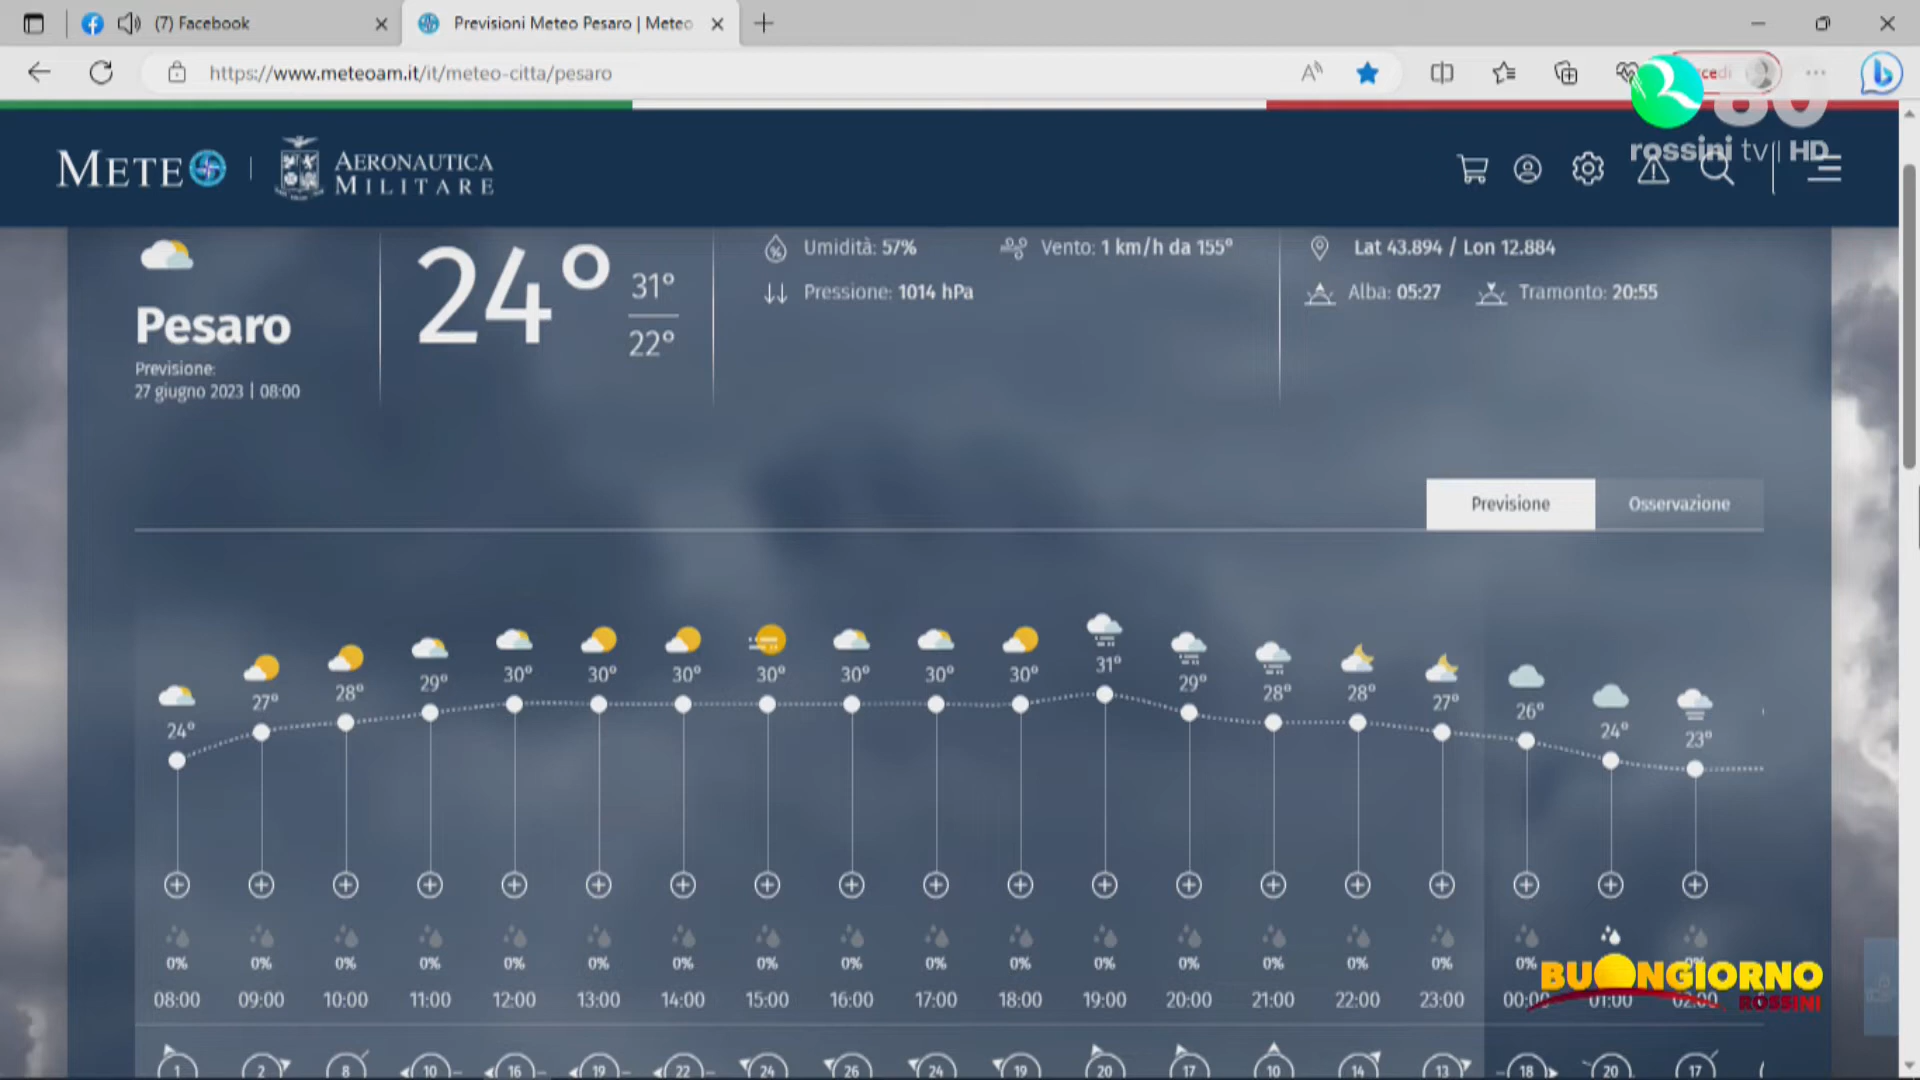 (7) Facebook
Previsioni Meteo Pesaro | Meteo
https://www.meteoam.it/it/meteo-citta/pesaro
rossini tv HD
METEO
AERONAUTICA MILITARE
Pesaro
Previsione:
27 giugno 2023 | 08:00
24°
31°
22°
Umidità: 57%
Vento: 1 km/h da 155°
Pressione: 1014 hPa
Lat 43.894 / Lon 12.884
Alba: 05:27
Tramonto: 20:55
Previsione
Osservazione
24° 27° 28° 29° 30° 30° 30° 30° 30° 30° 30° 31° 29° 28° 28° 27° 26° 24° 23°
0% 0% 0% 0% 0% 0% 0% 0% 0% 0% 0% 0% 0% 0% 0% 0% 0%
08:00 09:00 10:00 11:00 12:00 13:00 14:00 15:00 16:00 17:00 18:00 19:00 20:00 21:00 22:00 23:00 00:00 01:00 02:00
BUONGIORNO
ROSSINI
1 2 8 10 16 19 22 24 26 24 19 20 17 10 14 13 18 20 17